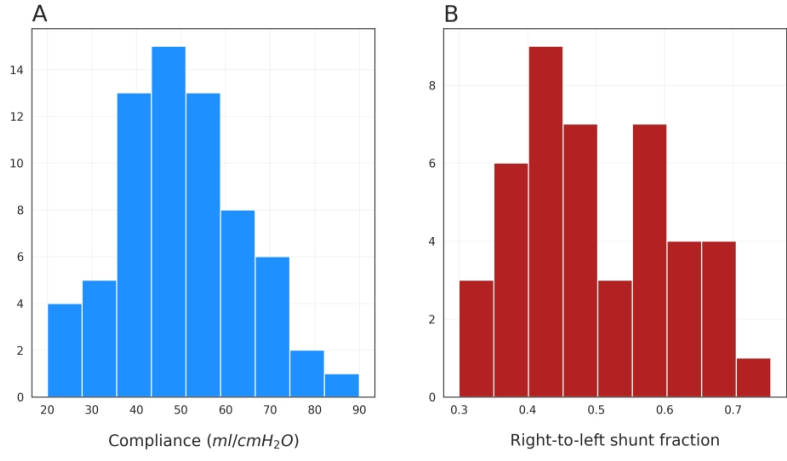 A
14
12
10
8
6
4
2
0
20 30 40 50 60 70 80 90
Compliance (ml/cmH₂O)
B
8
6
4
2
0
0.3 0.4 0.5 0.6 0.7
Right-to-left shunt fraction